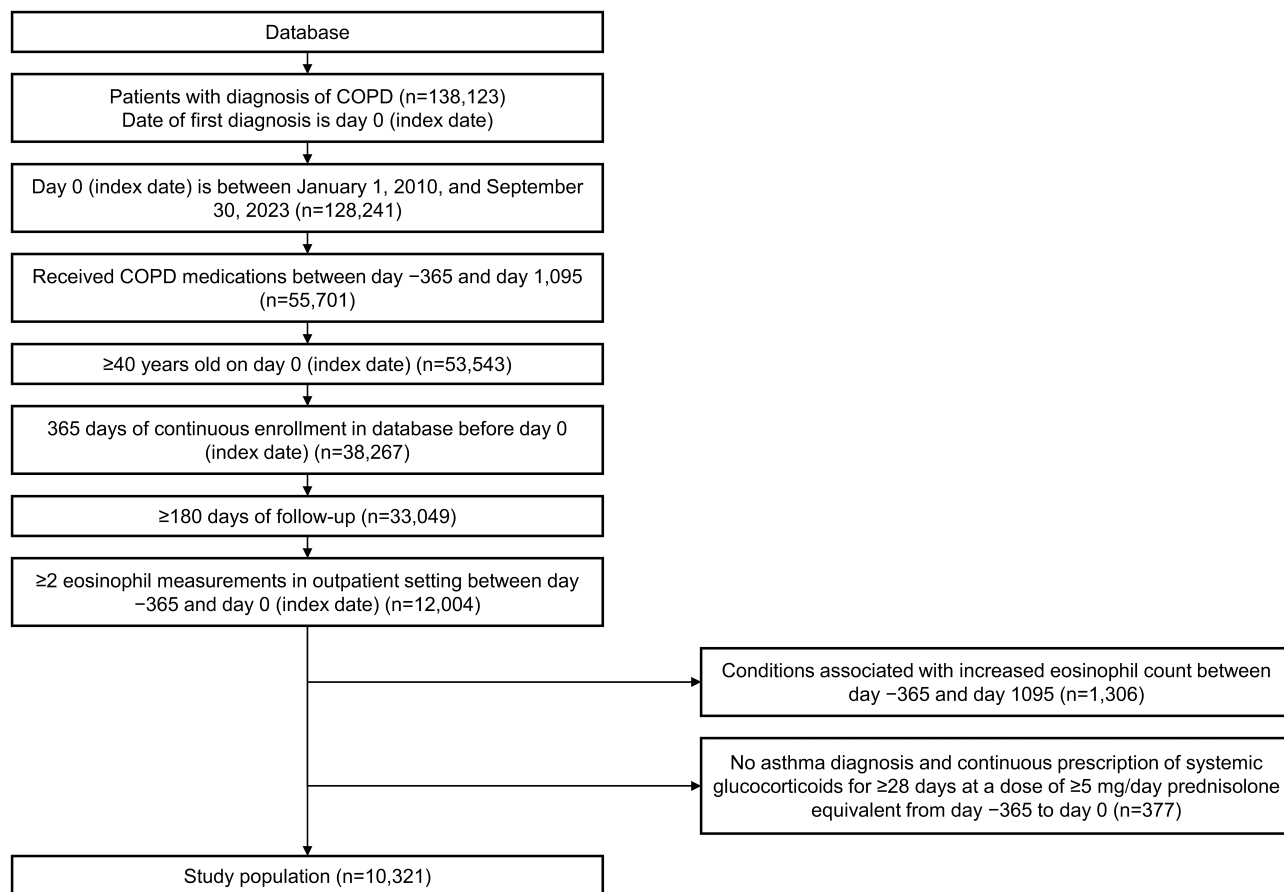 Database
Patients with diagnosis of COPD (n=138,123)
Date of first diagnosis is day 0 (index date)
Day 0 (index date) is between January 1, 2010, and September
30, 2023 (n=128,241)
Received COPD medications between day −365 and day 1,095
(n=55,701)
≥40 years old on day 0 (index date) (n=53,543)
365 days of continuous enrollment in database before day 0
(index date) (n=38,267)
≥180 days of follow-up (n=33,049)
≥2 eosinophil measurements in outpatient setting between day
−365 and day 0 (index date) (n=12,004)
Conditions associated with increased eosinophil count between
day −365 and day 1095 (n=1,306)
No asthma diagnosis and continuous prescription of systemic
glucocorticoids for ≥28 days at a dose of ≥5 mg/day prednisolone
equivalent from day −365 to day 0 (n=377)
Study population (n=10,321)